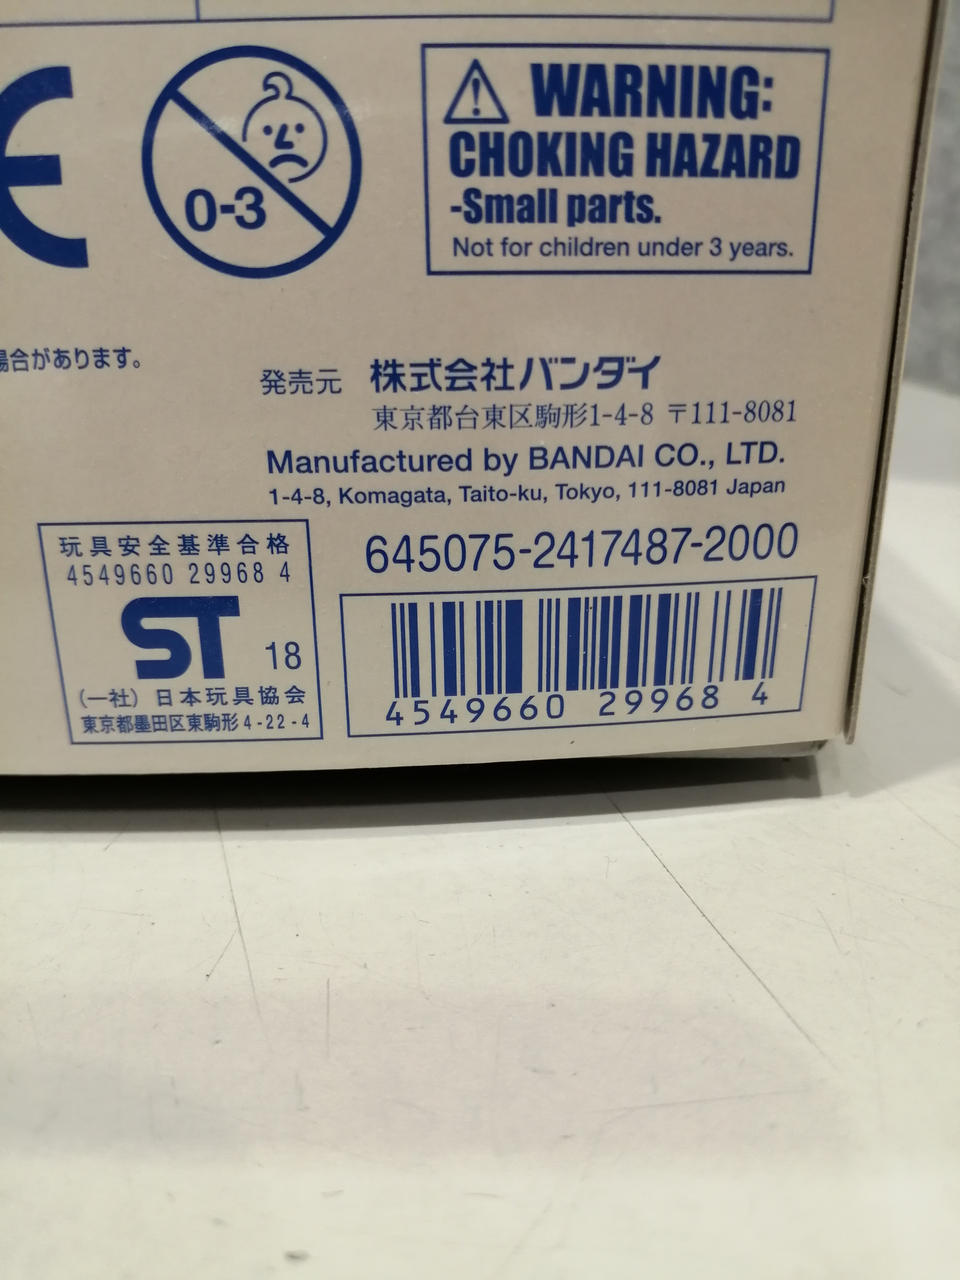 CE
0-3
WARNING:
CHOKING HAZARD
-Small parts.
Not for children under 3 years.
場合があります。
発売元 株式会社バンダイ
東京都台東区駒形1-4-8 〒111-8081
Manufactured by BANDAI CO., LTD.
1-4-8, Komagata, Taito-ku, Tokyo, 111-8081 Japan
645075-2417487-2000
玩具安全基準合格
4549660 29968 4
ST 18
(一社) 日本玩具協会
東京都墨田区東駒形4-22-4
4549660 29968 4